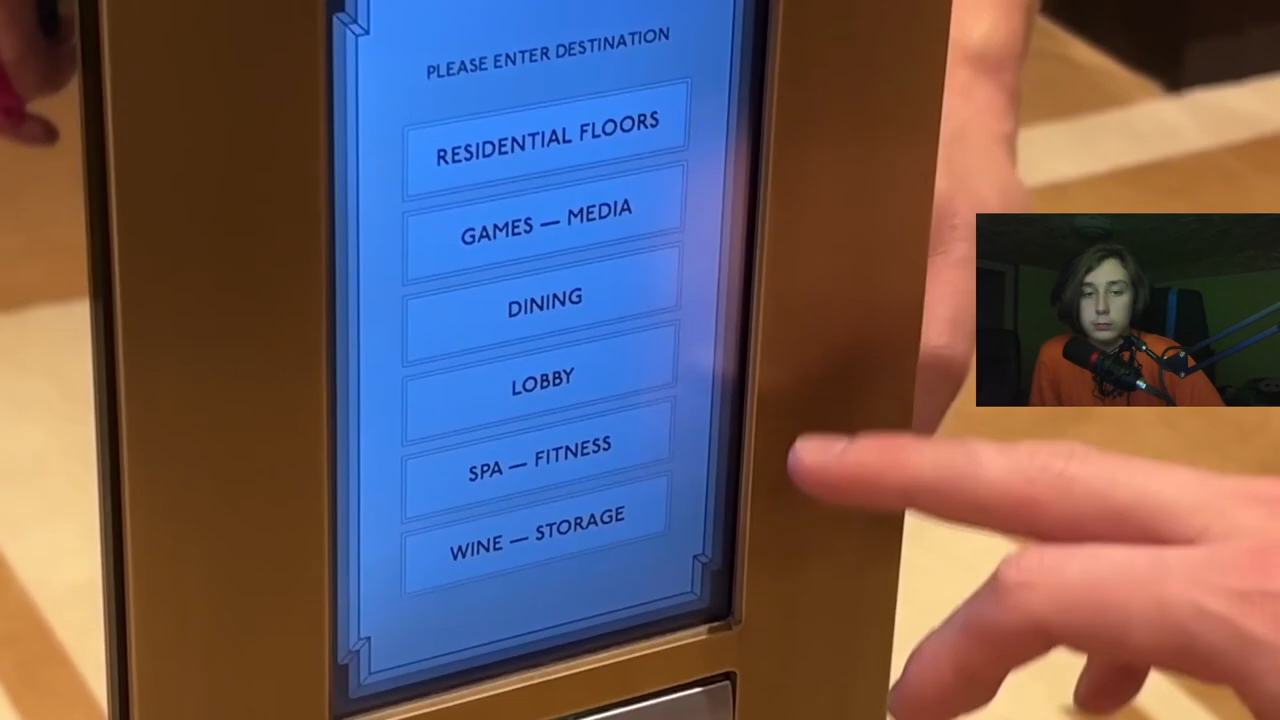 PLEASE ENTER DESTINATION
RESIDENTIAL FLOORS
GAMES — MEDIA
DINING
LOBBY
SPA — FITNESS
WINE — STORAGE